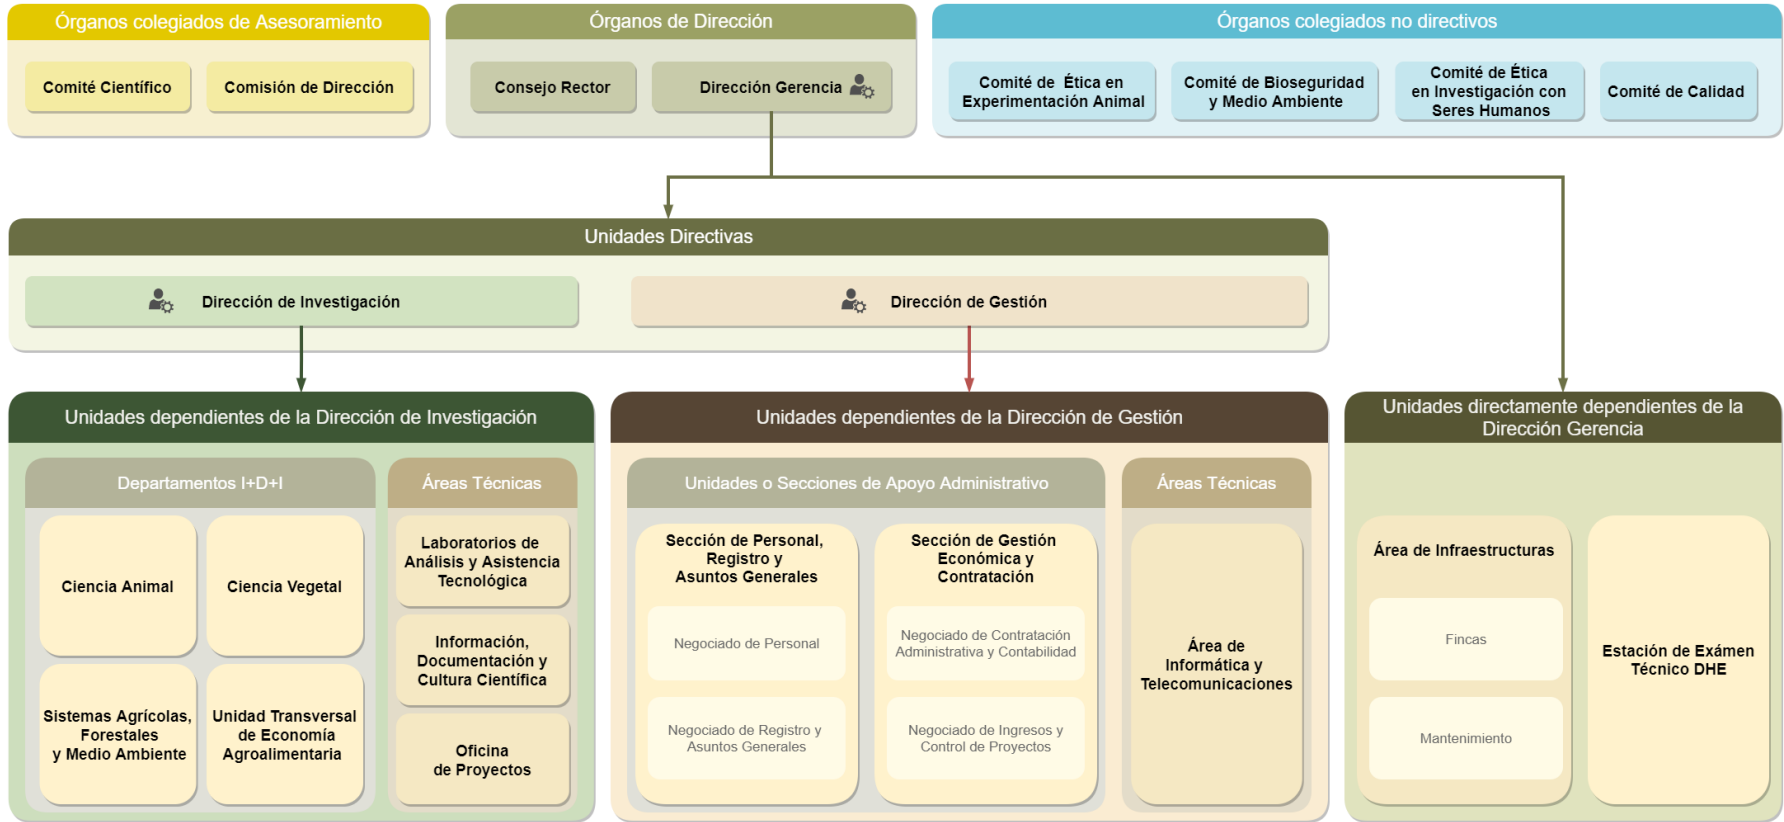 Órganos colegiados de Asesoramiento
Comité Científico
Comisión de Dirección
Órganos de Dirección
Consejo Rector
Dirección Gerencia
Órganos colegiados no directivos
Comité de Ética en
Experimentación Animal
Comité de Bioseguridad
y Medio Ambiente
Comité de Ética
en Investigación con
Seres Humanos
Comité de Calidad
Unidades Directivas
Dirección de Investigación
Dirección de Gestión
Unidades dependientes de la Dirección de Investigación
Departamentos I+D+I
Ciencia Animal
Ciencia Vegetal
Sistemas Agrícolas,
Forestales
y Medio Ambiente
Unidad Transversal
de Economía
Agroalimentaria
Áreas Técnicas
Laboratorios de
Análisis y Asistencia
Tecnológica
Información,
Documentación y
Cultura Científica
Oficina
de Proyectos
Unidades dependientes de la Dirección de Gestión
Unidades o Secciones de Apoyo Administrativo
Sección de Personal,
Registro y
Asuntos Generales
Negociado de Personal
Negociado de Registro y
Asuntos Generales
Sección de Gestión
Económica y
Contratación
Negociado de Contratación
Administrativa y Contabilidad
Negociado de Ingresos y
Control de Proyectos
Áreas Técnicas
Área de
Informática y
Telecomunicaciones
Unidades directamente dependientes de la
Dirección Gerencia
Área de Infraestructuras
Fincas
Mantenimiento
Estación de Exámen
Técnico DHE